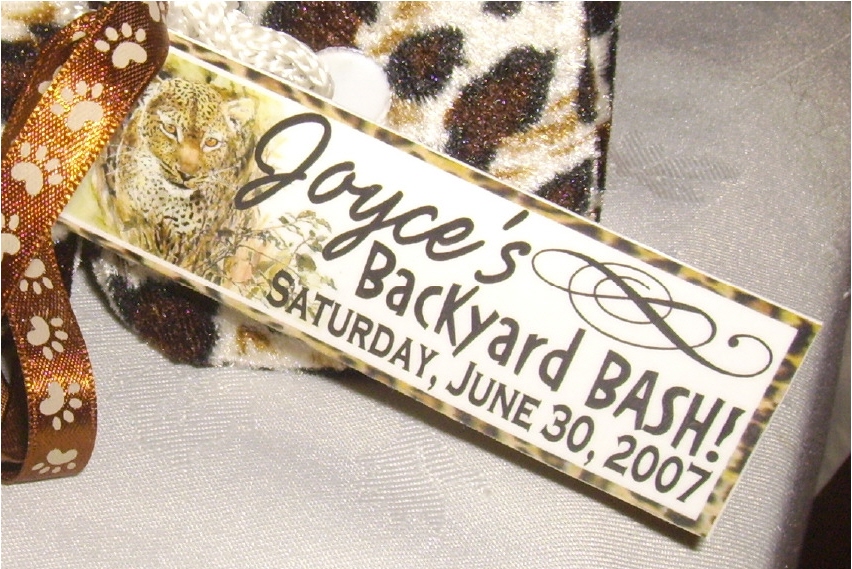 Joyce's
Backyard BASH!
SATURDAY, JUNE 30, 2007